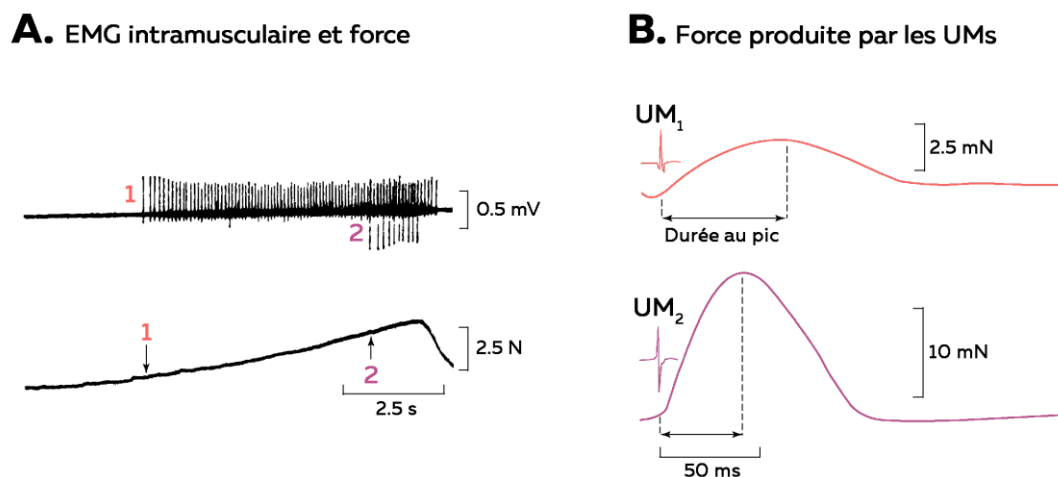 A. EMG intramusculaire et force
1
0.5 mV
2
1
2.5 N
2
2.5 s
B. Force produite par les UMs
UM1
2.5 mN
Durée au pic
UM2
10 mN
50 ms